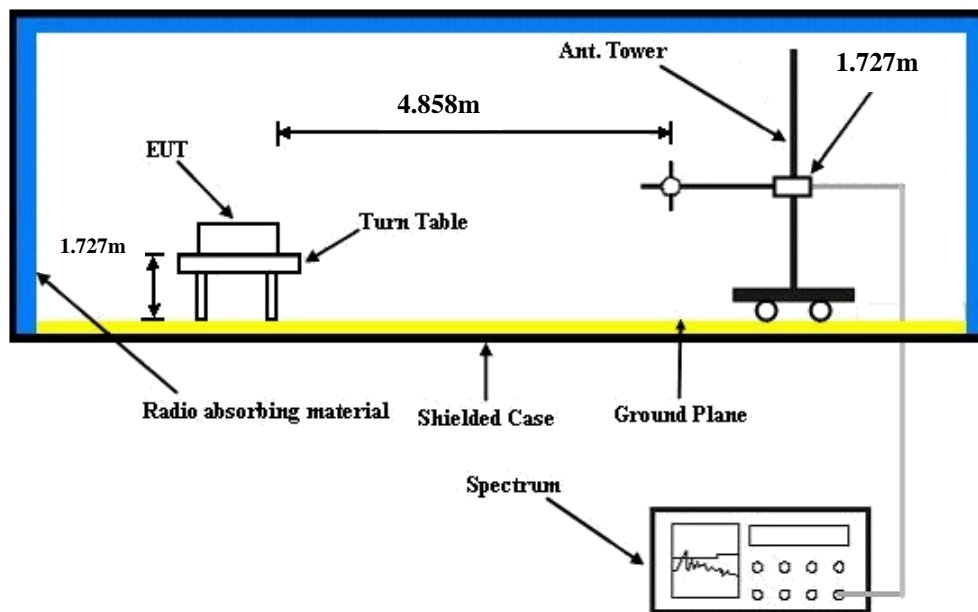 Ant. Tower
1.727m
4.858m
EUT
Turn Table
1.727m
Radio absorbing material
Shielded Case
Ground Plane
Spectrum